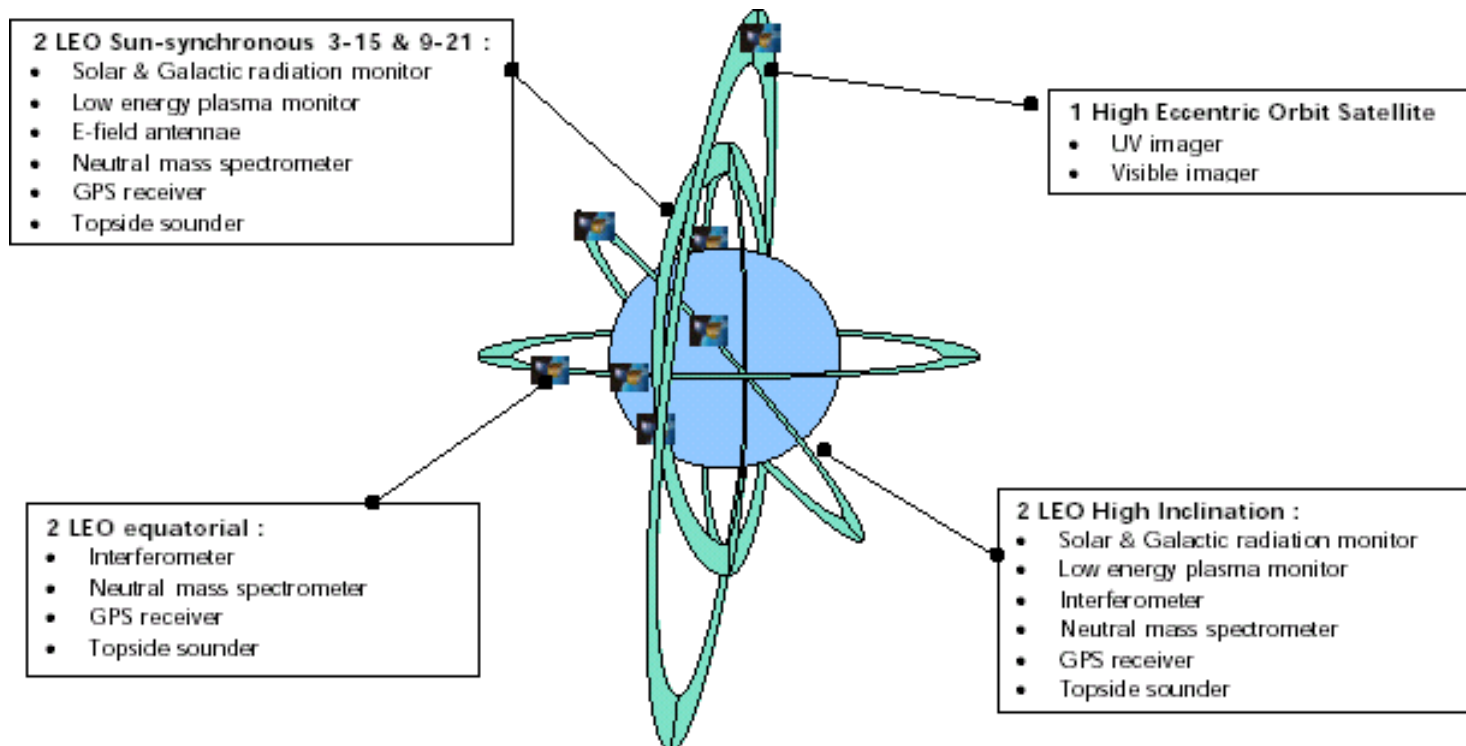 2 LEO Sun-synchronous 3-15 & 9-21 :
• Solar & Galactic radiation monitor
• Low energy plasma monitor
• E-field antennae
• Neutral mass spectrometer
• GPS receiver
• Topside sounder
1 High Eccentric Orbit Satellite
• UV imager
• Visible imager
2 LEO equatorial :
• Interferometer
• Neutral mass spectrometer
• GPS receiver
• Topside sounder
2 LEO High Inclination :
• Solar & Galactic radiation monitor
• Low energy plasma monitor
• Interferometer
• Neutral mass spectrometer
• GPS receiver
• Topside sounder